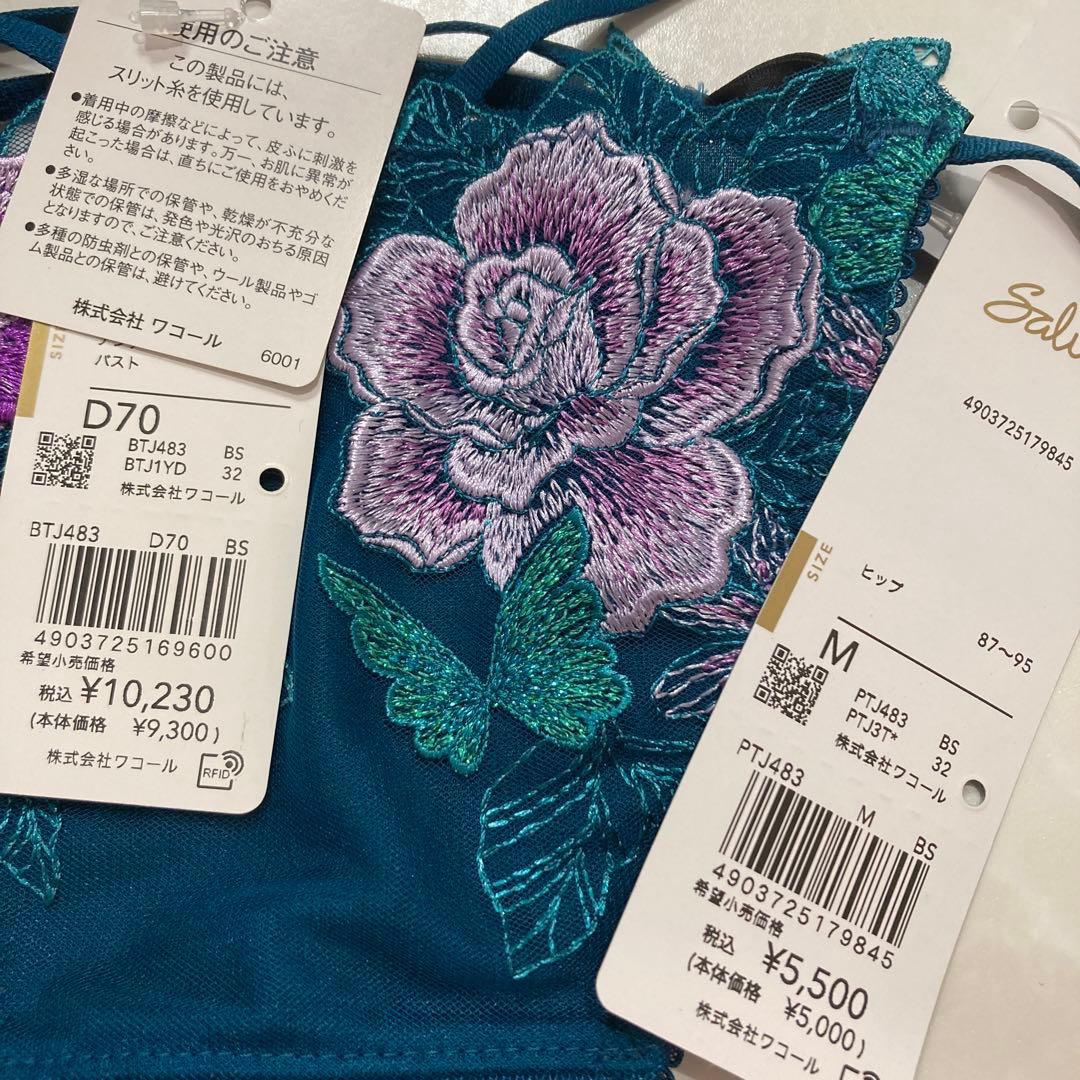 使用のご注意
この製品には、
スリット糸を使用しています。
●着用中の摩擦などによって、皮ふに刺激を
感じる場合があります。万一、お肌に異常が
起こった場合は、直ちにご使用をおやめくだ
さい。
●多湿な場所での保管や、乾燥が不充分な
状態での保管は、発色や光沢のおちる原因
となりますので、ご注意ください。
●多種の防虫剤との保管や、ウール製品やゴ
ム製品との保管は、避けてください。
株式会社 ワコール
6001
バスト
D70
BTJ483 BS
BTJ1YD 32
株式会社ワコール
BTJ483 D70 BS
4903725169600
希望小売価格
税込 ¥10,230
(本体価格 ¥9,300)
株式会社ワコール
RFID
4903725179845
SIZE
ヒップ
87〜95
M
PTJ483 BS
PTJ3T* 32
株式会社ワコール
PTJ483 M BS
4903725179845
希望小売価格
税込 ¥5,500
(本体価格 ¥5,000)
株式会社ワコール